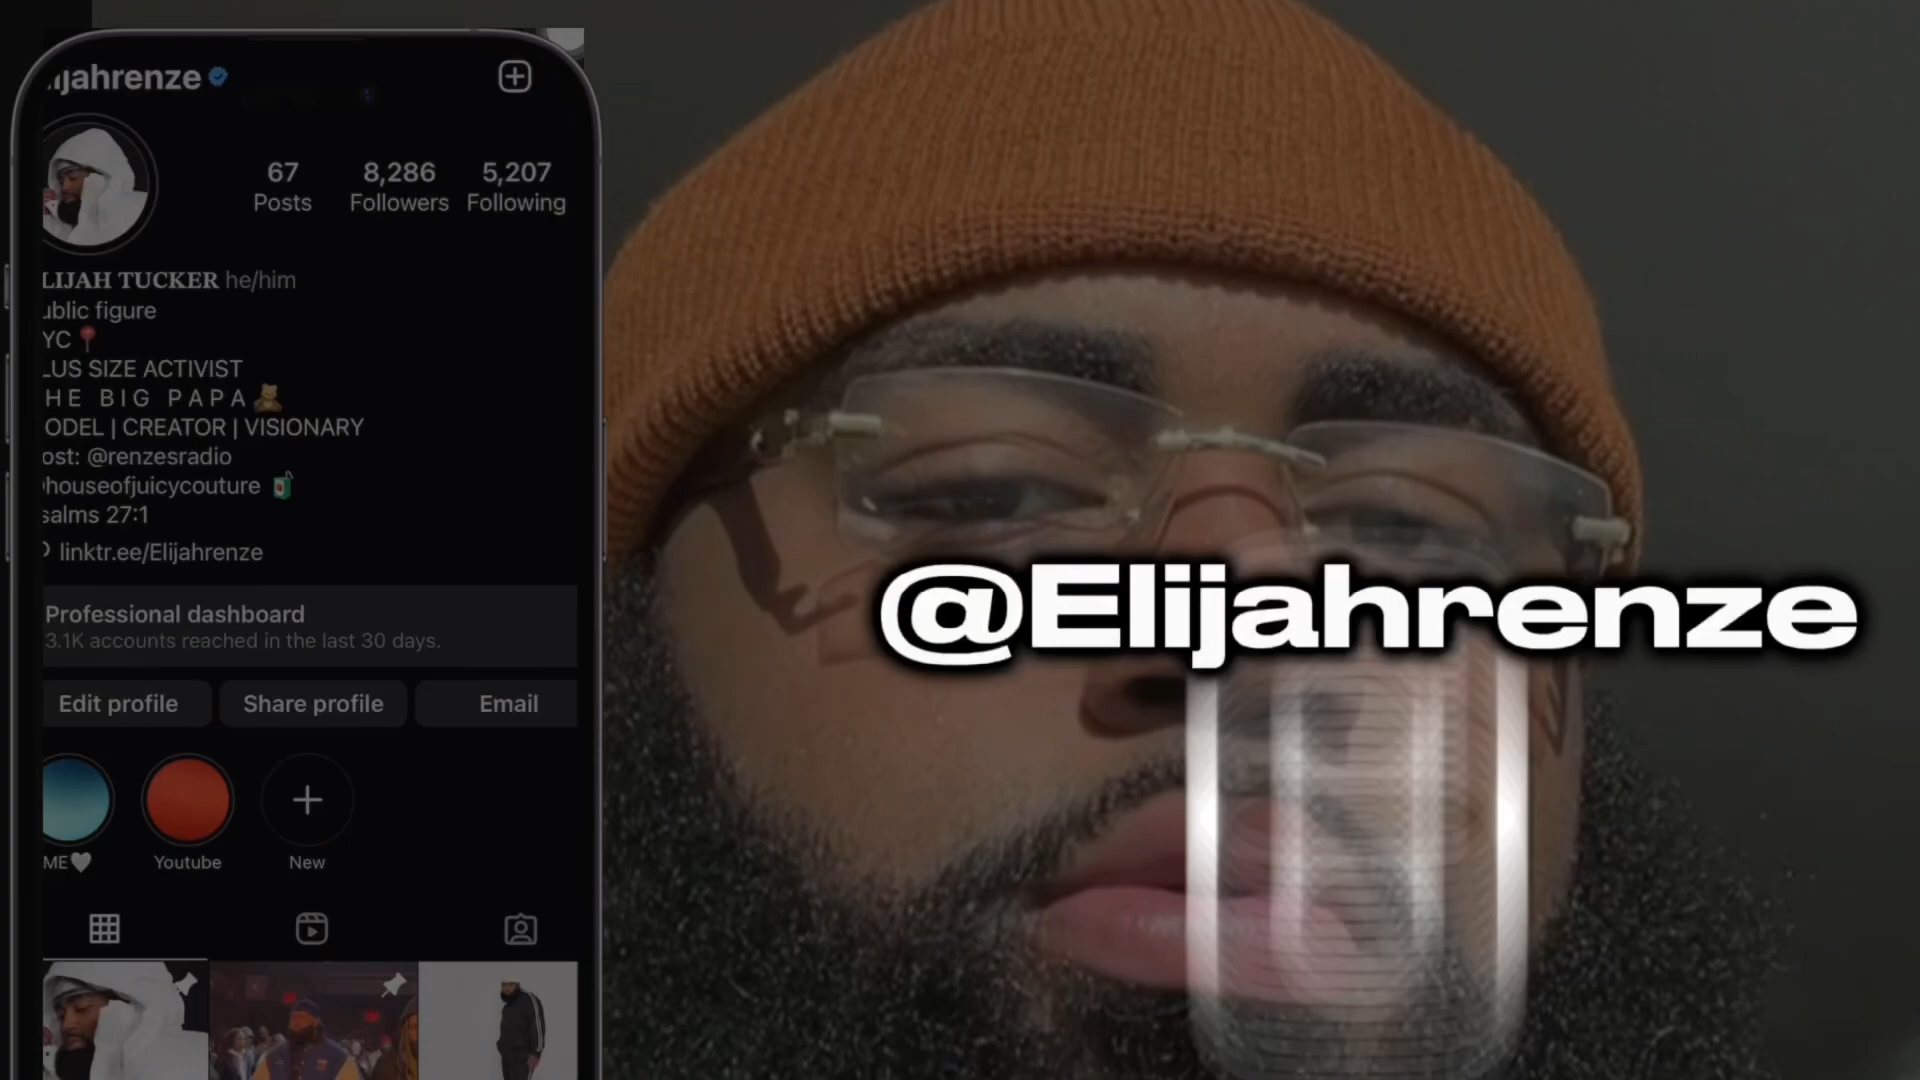 lijahrenze
67 8,286 5,207
Posts Followers Following
LIJAH TUCKER he/him
ublic figure
YC
LUS SIZE ACTIVIST
HE BIG PAPA
ODEL | CREATOR | VISIONARY
ost: @renzesradio
houseofjuicycouture
salms 27:1
linktr.ee/Elijahrenze
Professional dashboard
3.1K accounts reached in the last 30 days.
Edit profile Share profile Email
ME Youtube New
@Elijahrenze